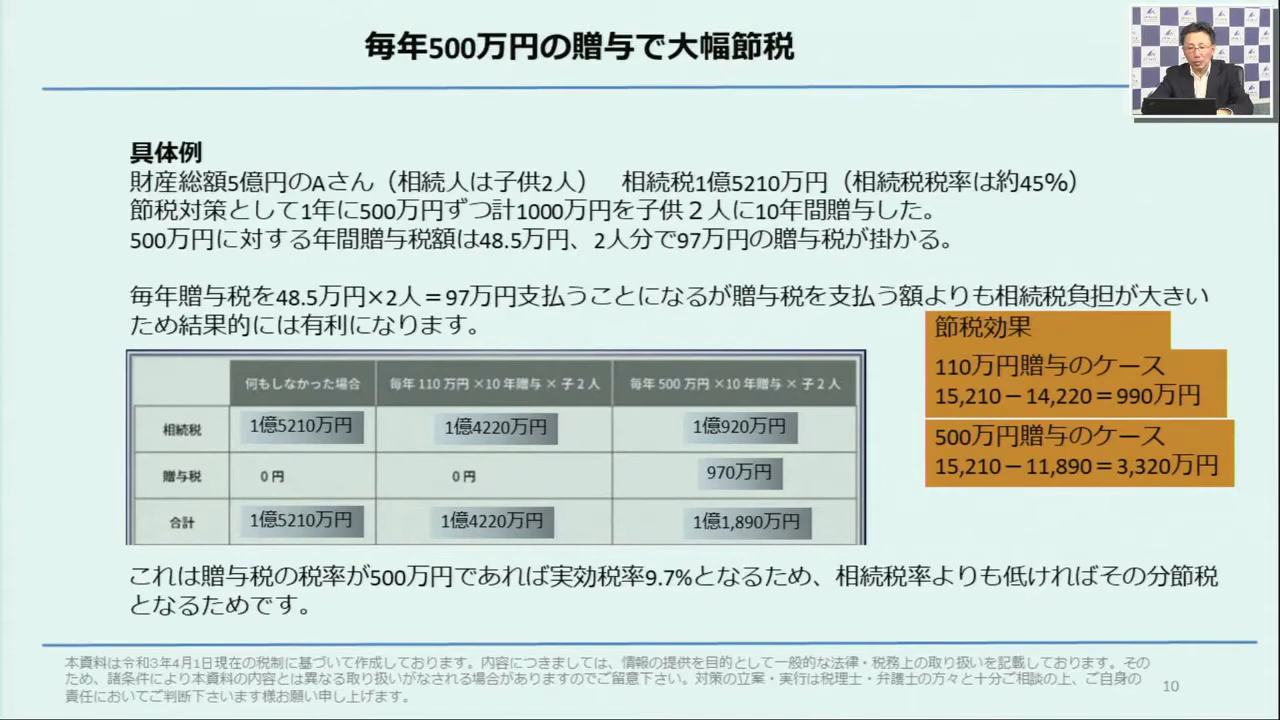 毎年500万円の贈与で大幅節税
具体例
財産総額5億円のAさん（相続人は子供2人）　相続税1億5210万円（相続税税率は約45%）
節税対策として1年に500万円ずつ計1000万円を子供２人に10年間贈与した。
500万円に対する年間贈与税額は48.5万円、2人分で97万円の贈与税が掛かる。
毎年贈与税を48.5万円×2人＝97万円支払うことになるが贈与税を支払う額よりも相続税負担が大きい
ため結果的には有利になります。
節税効果
110万円贈与のケース
15,210－14,220＝990万円
500万円贈与のケース
15,210－11,890＝3,320万円
何もしなかった場合 毎年 110 万円 ×10 年贈与 × 子 2 人 毎年 500 万円 ×10 年贈与 × 子 2 人
相続税 1億5210万円 1億4220万円 1億920万円
贈与税 0 円 0 円 970万円
合計 1億5210万円 1億4220万円 1億1,890万円
これは贈与税の税率が500万円であれば実効税率9.7%となるため、相続税率よりも低ければその分節税
となるためです。
本資料は令和3年4月1日現在の税制に基づいて作成しております。内容につきましては、情報の提供を目的として一般的な法律・税務上の取り扱いを記載しております。その
ため、諸条件により本資料の内容とは異なる取り扱いがなされる場合がありますのでご留意下さい。対策の立案・実行は税理士・弁護士の方々と十分ご相談の上、ご自身の
責任においてご判断下さいます様お願い申し上げます。
10